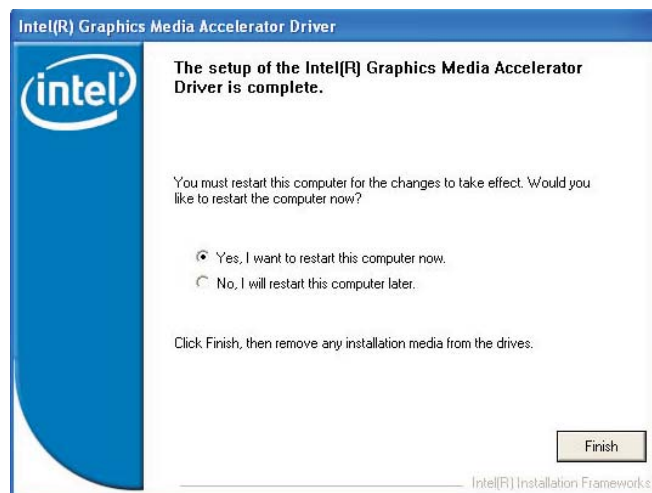 Intel(R) Graphics Media Accelerator Driver
intel
The setup of the Intel(R) Graphics Media Accelerator
Driver is complete.
You must restart this computer for the changes to take effect. Would you
like to restart the computer now?
Yes, I want to restart this computer now.
No, I will restart this computer later.
Click Finish, then remove any installation media from the drives.
Finish
Intel(R) Installation Frameworks